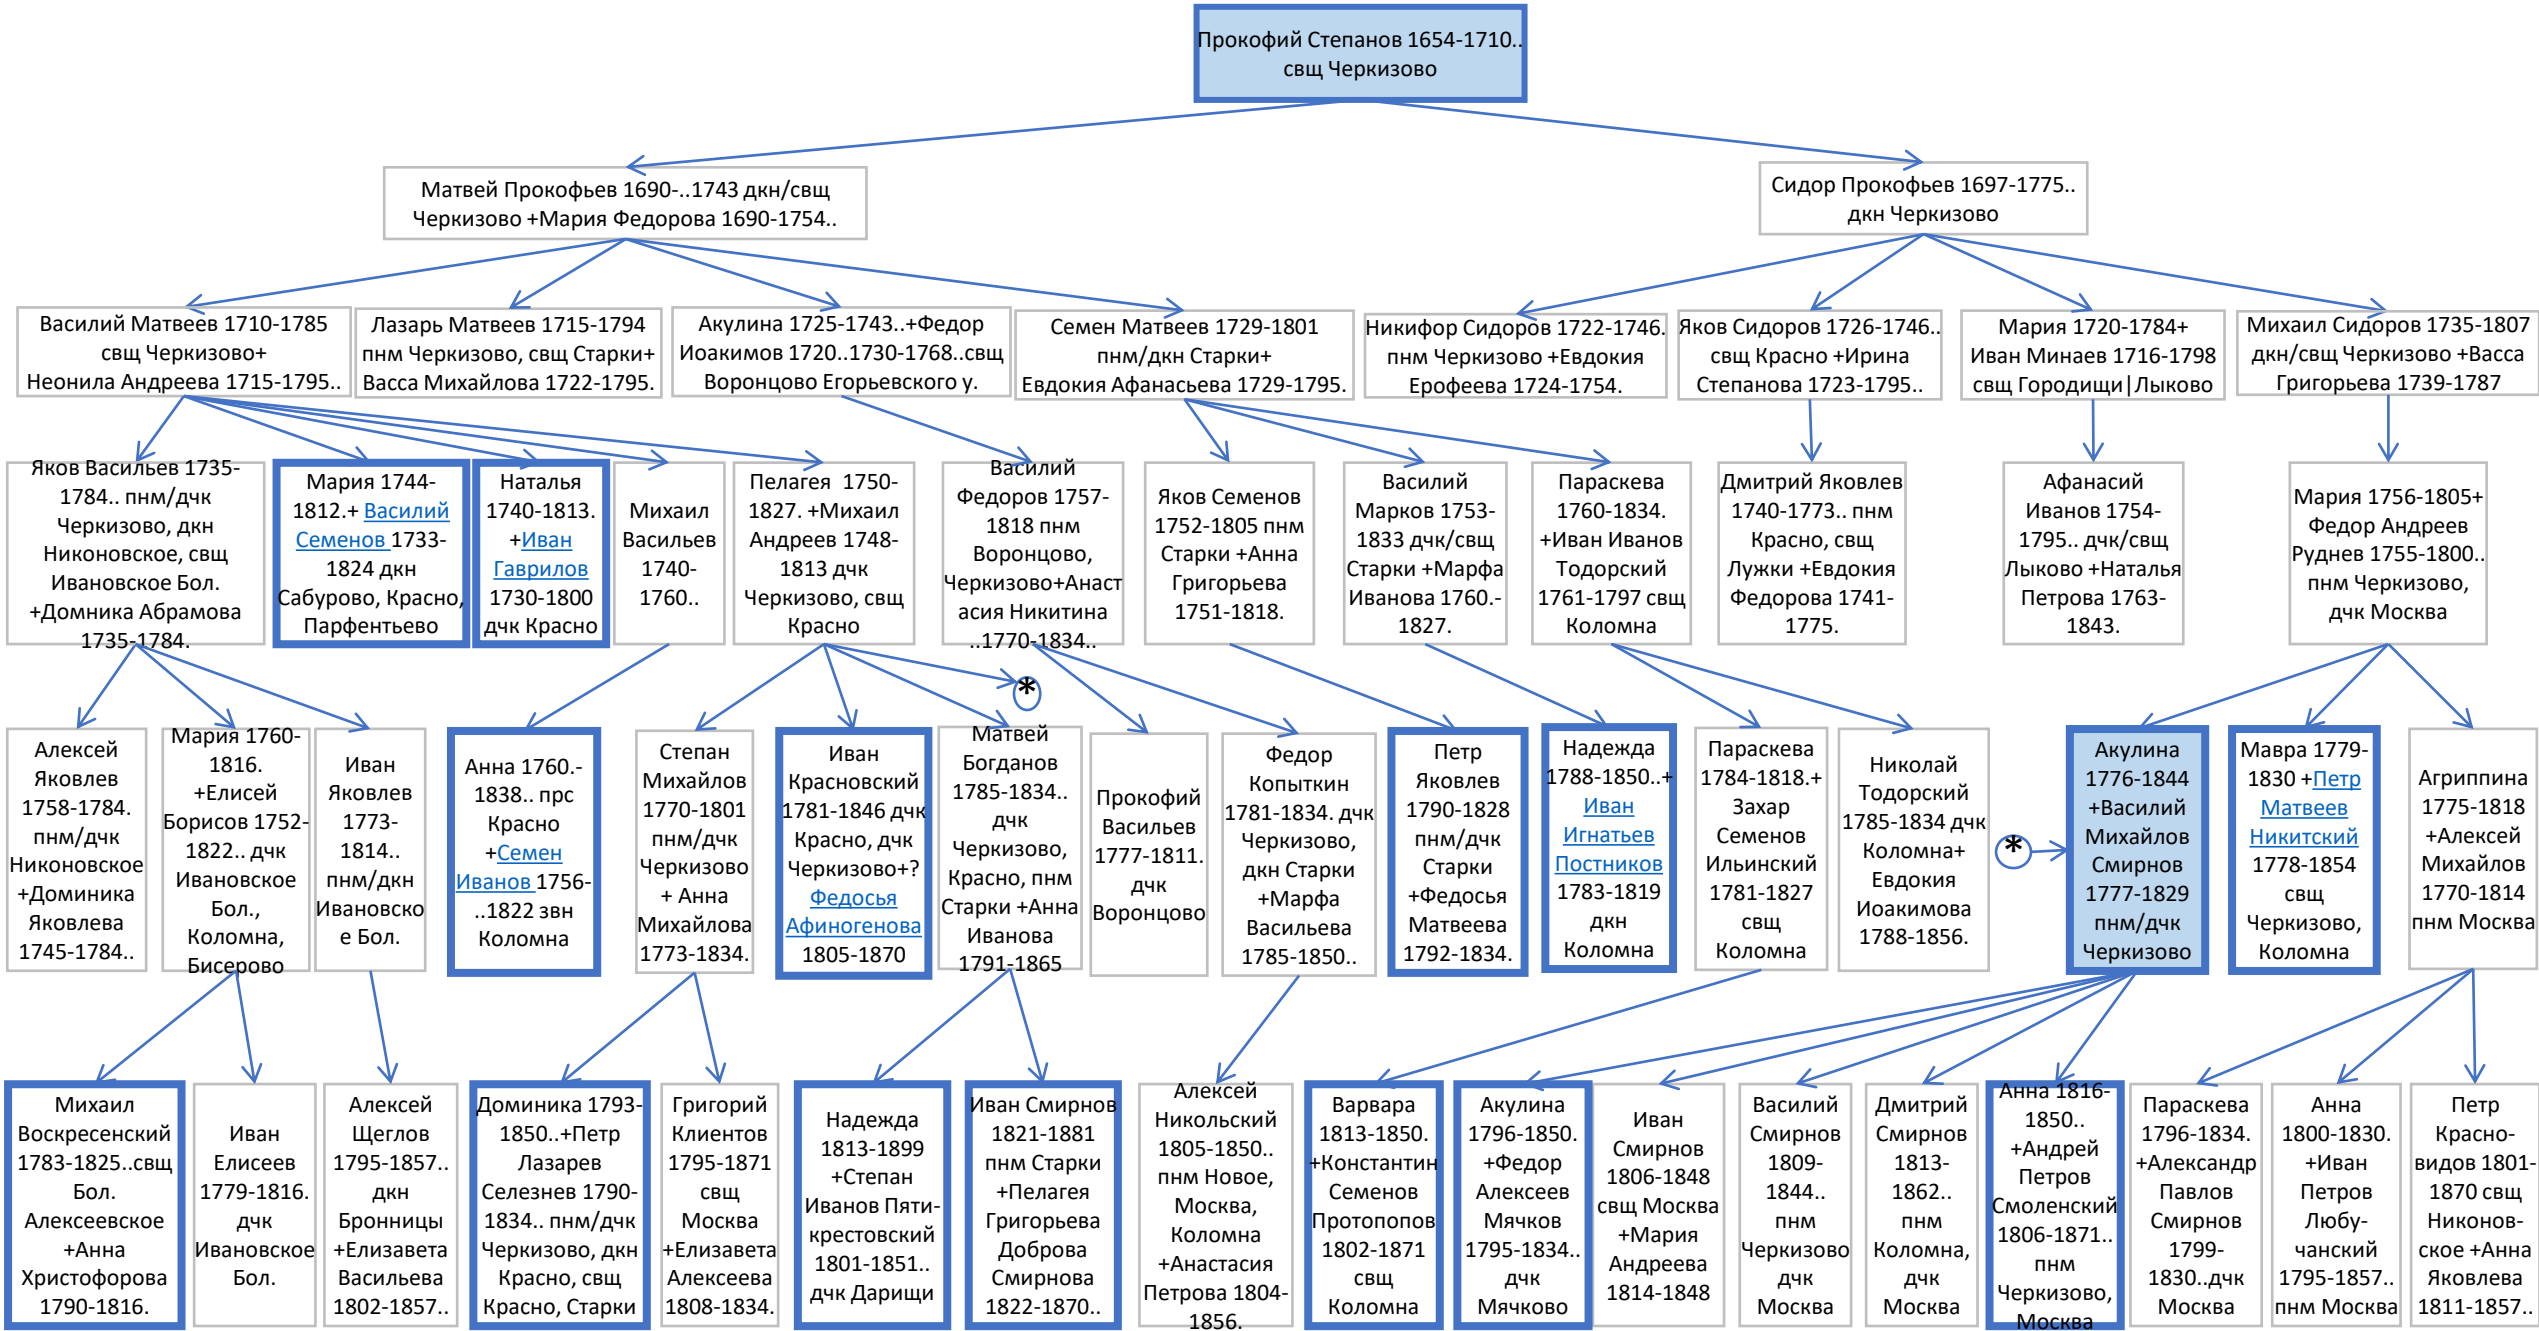 Прокофий Степанов 1654-1710..
свщ Черкизово
Матвей Прокофьев 1690-..1743 дкн/свщ
Черкизово +Мария Федорова 1690-1754..
Сидор Прокофьев 1697-1775..
дкн Черкизово
Василий Матвеев 1710-1785
свщ Черкизово+
Неонила Андреева 1715-1795..
Лазарь Матвеев 1715-1794
пнм Черкизово, свщ Старки+
Васса Михайлова 1722-1795.
Акулина 1725-1743..+Федор
Иоакимов 1720..1730-1768..свщ
Воронцово Егорьевского у.
Семен Матвеев 1729-1801
пнм/дкн Старки+
Евдокия Афанасьева 1729-1795.
Никифор Сидоров 1722-1746.
пнм Черкизово +Евдокия
Ерофеева 1724-1754.
Яков Сидоров 1726-1746..
свщ Красно +Ирина
Степанова 1723-1795..
Мария 1720-1784+
Иван Минаев 1716-1798
свщ Городищи|Лыково
Михаил Сидоров 1735-1807
дкн/свщ Черкизово +Васса
Григорьева 1739-1787
Яков Васильев 1735-
1784.. пнм/дчк
Черкизово, дкн
Никоновское, свщ
Ивановское Бол.
+Домника Абрамова
1735-1784.
Мария 1744-
1812.+ Василий
Семенов 1733-
1824 дкн
Сабурово, Красно,
Парфентьево
Наталья
1740-1813.
+Иван
Гаврилов
1730-1800
дчк Красно
Михаил
Васильев
1740-
1760..
Пелагея 1750-
1827. +Михаил
Андреев 1748-
1813 дчк
Черкизово, свщ
Красно
Василий
Федоров 1757-
1818 пнм
Воронцово,
Черкизово+Анаст
асия Никитина
..1770-1834..
Яков Семенов
1752-1805 пнм
Старки +Анна
Григорьева
1751-1818.
Василий
Марков 1753-
1833 дчк/свщ
Старки +Марфа
Иванова 1760.-
1827.
Параскева
1760-1834.
+Иван Иванов
Тодорский
1761-1797 свщ
Коломна
Дмитрий Яковлев
1740-1773.. пнм
Красно, свщ
Лужки +Евдокия
Федорова 1741-
1775.
Афанасий
Иванов 1754-
1795.. дчк/свщ
Лыково +Наталья
Петрова 1763-
1843.
Мария 1756-1805+
Федор Андреев
Руднев 1755-1800..
пнм Черкизово,
дчк Москва
*
Алексей
Яковлев
1758-1784.
пнм/дчк
Никоновское
+Доминика
Яковлева
1745-1784..
Мария 1760-
1816.
+Елисей
Борисов 1752-
1822.. дчк
Ивановское
Бол.,
Коломна,
Бисерово
Иван
Яковлев
1773-
1814..
пнм/дкн
Ивановско
е Бол.
Анна 1760.-
1838.. прс
Красно
+Семен
Иванов 1756-
..1822 звн
Коломна
Степан
Михайлов
1770-1801
пнм/дчк
Черкизово
+ Анна
Михайлова
1773-1834.
Иван
Красновский
1781-1846 дчк
Красно, дчк
Черкизово+?
Федосья
Афиногенова
1805-1870
Матвей
Богданов
1785-1834..
дчк
Черкизово,
Красно, пнм
Старки +Анна
Иванова
1791-1865
Прокофий
Васильев
1777-1811.
дчк
Воронцово
Федор
Копыткин
1781-1834. дчк
Черкизово,
дкн Старки
+Марфа
Васильева
1785-1850..
Петр
Яковлев
1790-1828
пнм/дчк
Старки
+Федосья
Матвеева
1792-1834.
Надежда
1788-1850..+
Иван
Игнатьев
Постников
1783-1819
дкн
Коломна
Параскева
1784-1818.+
Захар
Семенов
Ильинский
1781-1827
свщ
Коломна
Николай
Тодорский
1785-1834 дчк
Коломна+
Евдокия
Иоакимова
1788-1856.
*
Акулина
1776-1844
+Василий
Михайлов
Смирнов
1777-1829
пнм/дчк
Черкизово
Мавра 1779-
1830 +Петр
Матвеев
Никитский
1778-1854
свщ
Черкизово,
Коломна
Агриппина
1775-1818
+Алексей
Михайлов
1770-1814
пнм Москва
Михаил
Воскресенский
1783-1825..свщ
Бол.
Алексеевское
+Анна
Христофорова
1790-1816.
Иван
Елисеев
1779-1816.
дчк
Ивановское
Бол.
Алексей
Щеглов
1795-1857..
дкн
Бронницы
+Елизавета
Васильева
1802-1857..
Доминика 1793-
1850..+Петр
Лазарев
Селезнев 1790-
1834.. пнм/дчк
Черкизово, дкн
Красно, свщ
Красно, Старки
Григорий
Клиентов
1795-1871
свщ
Москва
+Елизавета
Алексеева
1808-1834.
Надежда
1813-1899
+Степан
Иванов Пяти-
крестовский
1801-1851..
дчк Дарищи
Иван Смирнов
1821-1881
пнм Старки
+Пелагея
Григорьева
Доброва
Смирнова
1822-1870..
Алексей
Никольский
1805-1850..
пнм Новое,
Москва,
Коломна
+Анастасия
Петрова 1804-
1856.
Варвара
1813-1850.
+Константин
Семенов
Протопопов
1802-1871
свщ
Коломна
Акулина
1796-1850.
+Федор
Алексеев
Мячков
1795-1834..
дчк
Мячково
Иван
Смирнов
1806-1848
свщ Москва
+Мария
Андреева
1814-1848
Василий
Смирнов
1809-
1844..
пнм
Черкизово
дчк
Москва
Дмитрий
Смирнов
1813-
1862..
пнм
Коломна,
дчк
Москва
Анна 1816-
1850..
+Андрей
Петров
Смоленский
1806-1871..
пнм
Черкизово,
Москва
Параскева
1796-1834.
+Александр
Павлов
Смирнов
1799-
1830..дчк
Москва
Анна
1800-1830.
+Иван
Петров
Любу-
чанский
1795-1857..
пнм Москва
Петр
Красно-
видов 1801-
1870 свщ
Никонов-
ское +Анна
Яковлева
1811-1857..